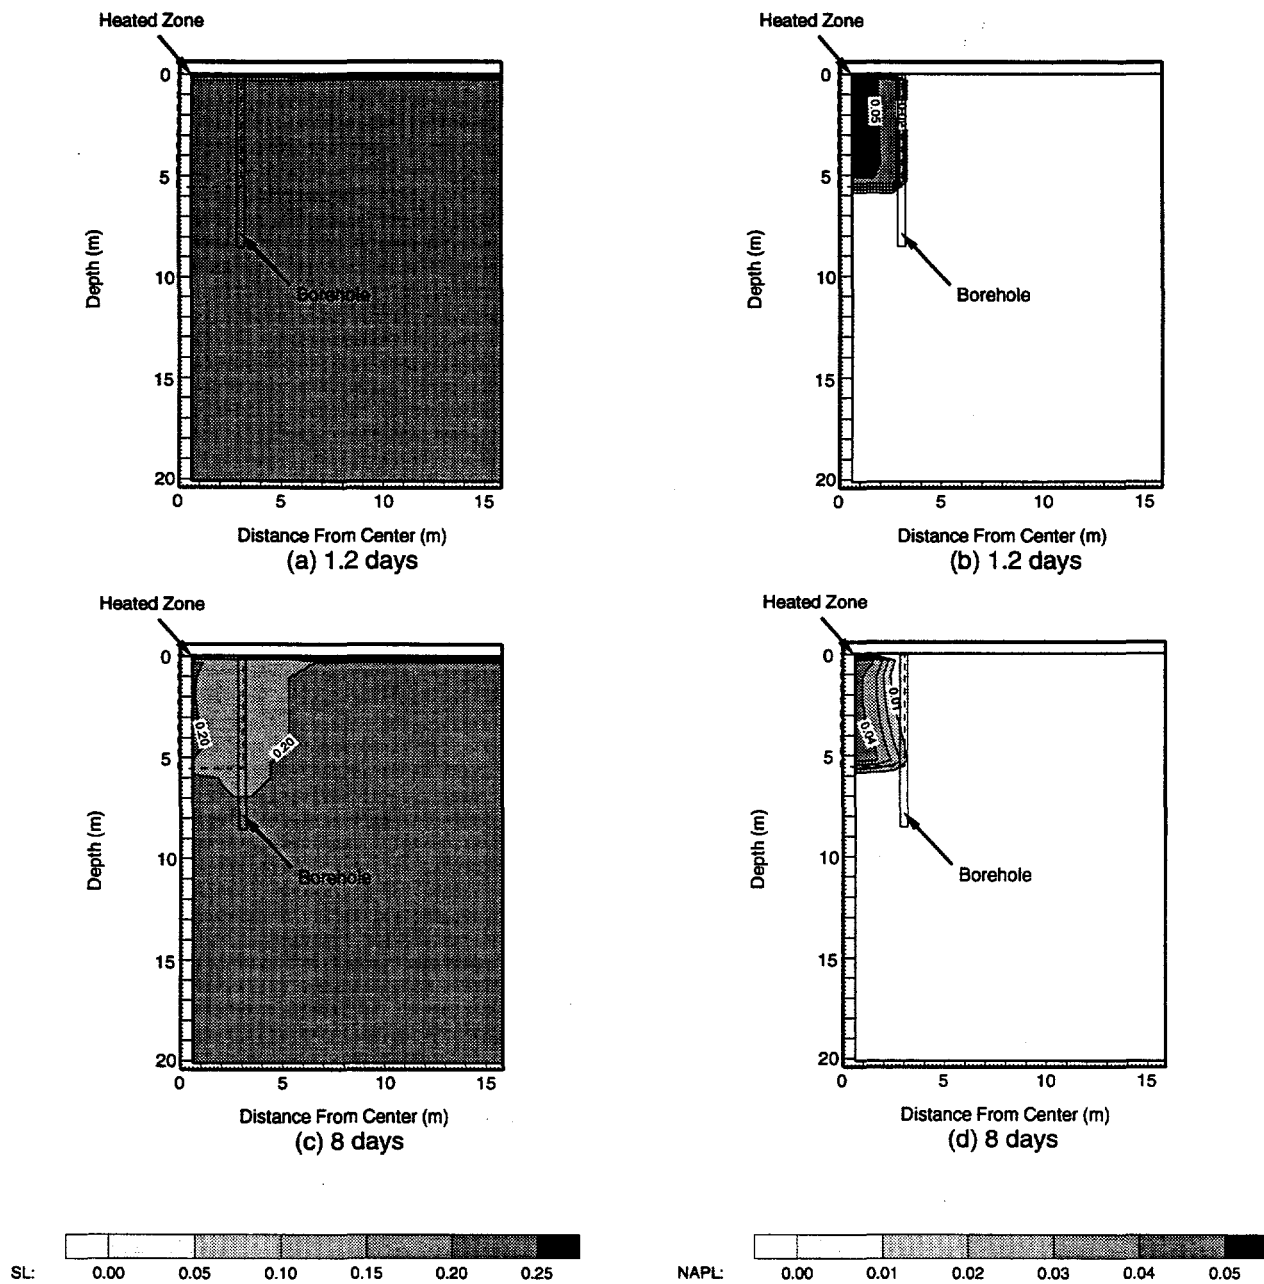 Heated Zone
0
5
10
15
20
Depth (m)
Borehole
0 5 10 15
Distance From Center (m)
(a) 1.2 days
Heated Zone
0
5
10
15
20
Depth (m)
0.05
0.02
Borehole
0 5 10 15
Distance From Center (m)
(b) 1.2 days
Heated Zone
0
5
10
15
20
Depth (m)
0.20
0.20
Borehole
0 5 10 15
Distance From Center (m)
(c) 8 days
Heated Zone
0
5
10
15
20
Depth (m)
0.01
0.04
Borehole
0 5 10 15
Distance From Center (m)
(d) 8 days
SL: 0.00 0.05 0.10 0.15 0.20 0.25
NAPL: 0.00 0.01 0.02 0.03 0.04 0.05